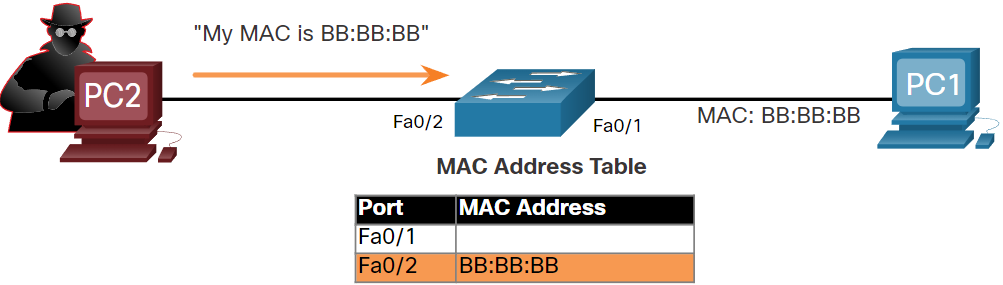 "My MAC is BB:BB:BB"
PC2
PC1
Fa0/2
Fa0/1
MAC: BB:BB:BB
MAC Address Table
Port MAC Address
Fa0/1
Fa0/2 BB:BB:BB